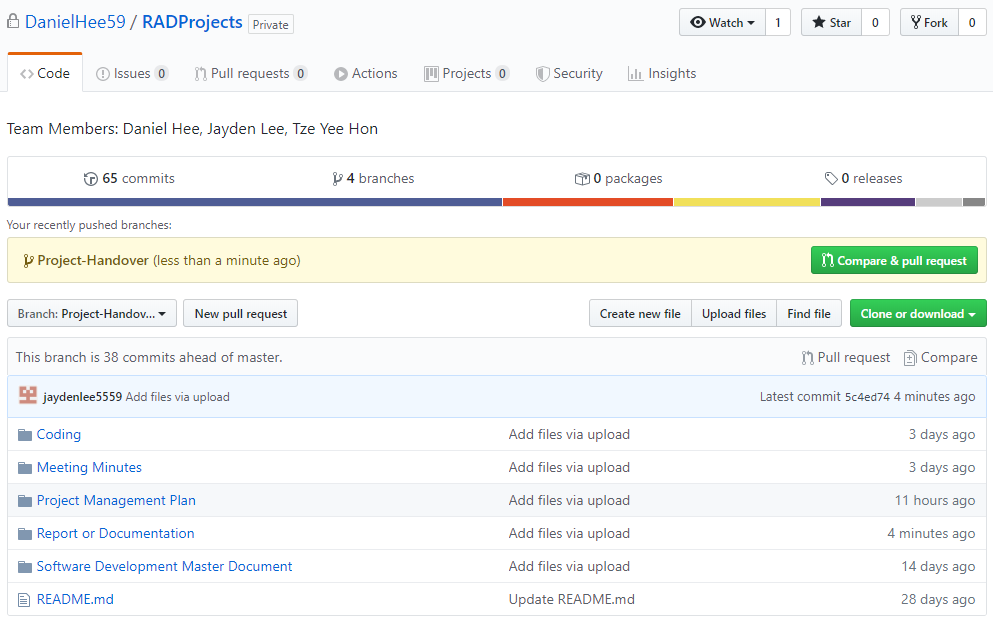 DanielHee59 / RADProjects Private Watch 1 Star 0 Fork 0
Code Issues 0 Pull requests 0 Actions Projects 0 Security Insights
Team Members: Daniel Hee, Jayden Lee, Tze Yee Hon
65 commits 4 branches 0 packages 0 releases
Your recently pushed branches:
Project-Handover (less than a minute ago) Compare & pull request
Branch: Project-Handov... New pull request Create new file Upload files Find file Clone or download
This branch is 38 commits ahead of master. Pull request Compare
jaydenlee5559 Add files via upload Latest commit 5c4ed74 4 minutes ago
Coding Add files via upload 3 days ago
Meeting Minutes Add files via upload 3 days ago
Project Management Plan Add files via upload 11 hours ago
Report or Documentation Add files via upload 4 minutes ago
Software Development Master Document Add files via upload 14 days ago
README.md Update README.md 28 days ago